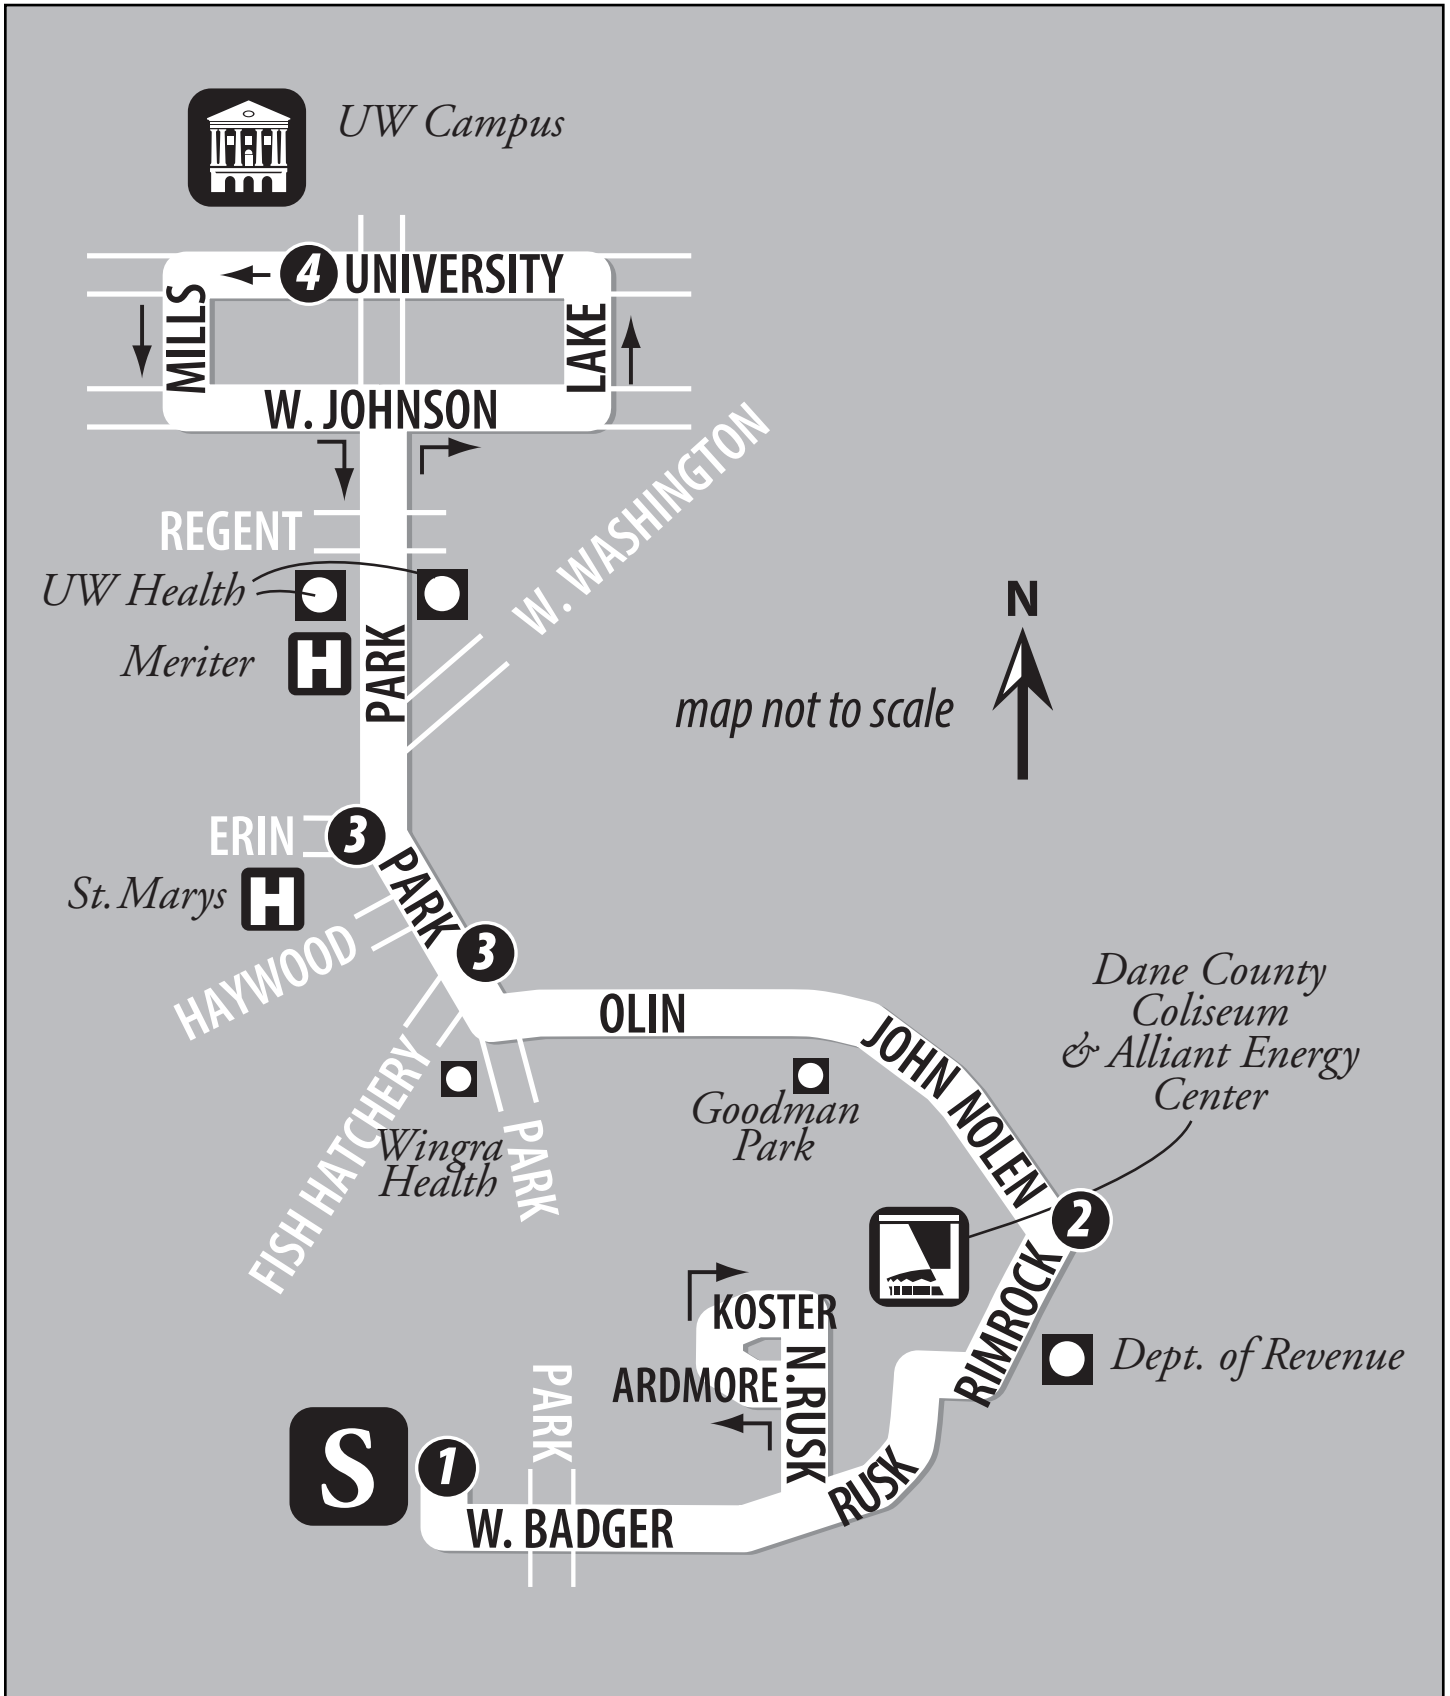 UW Campus
4
UNIVERSITY
MILLS
LAKE
W. JOHNSON
W. WASHINGTON
REGENT
UW Health
Meriter
H
PARK
N
map not to scale
ERIN
3
PARK
St. Marys
H
HAYWOOD
3
OLIN
JOHN NOLEN
Dane County
Coliseum
& Alliant Energy
Center
FISH HATCHERY
Wingra
Health
PARK
Goodman
Park
2
RIMROCK
KOSTER
ARDMORE
N.RUSK
Dept. of Revenue
PARK
S
1
W. BADGER
RUSK